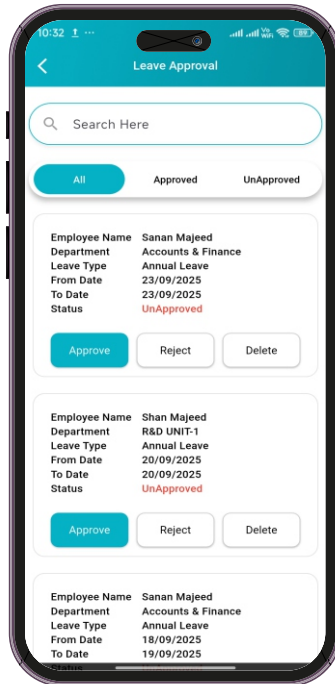 10:32 ... Vo WiFi 89
Leave Approval
Search Here
All Approved UnApproved
Employee Name Sanan Majeed
Department Accounts & Finance
Leave Type Annual Leave
From Date 23/09/2025
To Date 23/09/2025
Status UnApproved
Approve Reject Delete
Employee Name Shan Majeed
Department R&D UNIT-1
Leave Type Annual Leave
From Date 20/09/2025
To Date 20/09/2025
Status UnApproved
Approve Reject Delete
Employee Name Sanan Majeed
Department Accounts & Finance
Leave Type Annual Leave
From Date 18/09/2025
To Date 19/09/2025
Status